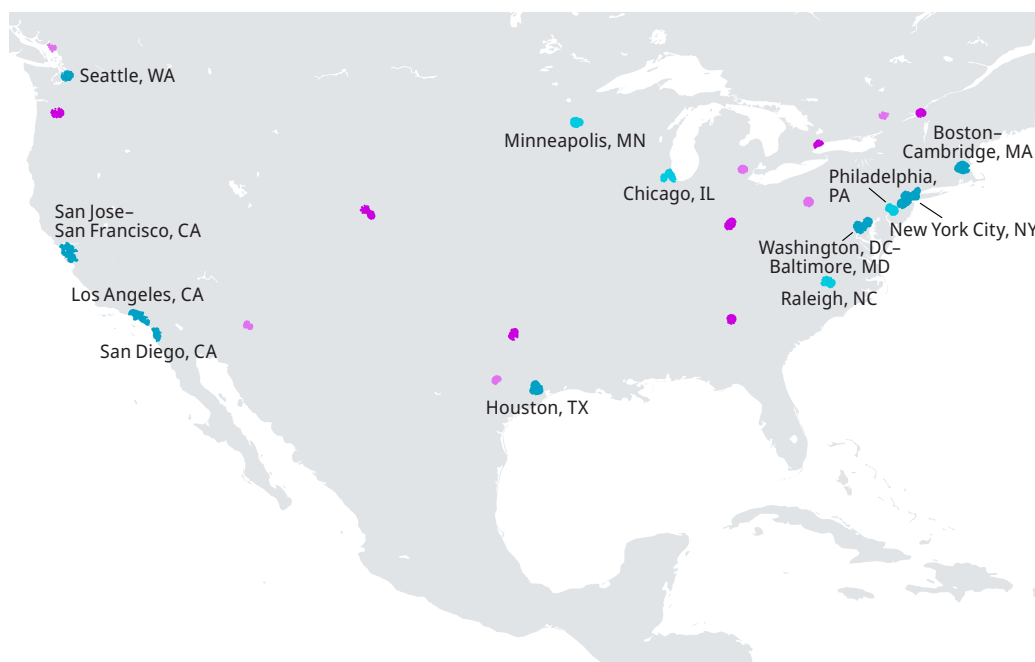 Seattle, WA
Minneapolis, MN
Boston–
Cambridge, MA
Philadelphia,
PA
Chicago, IL
San Jose–
San Francisco, CA
New York City, NY
Washington, DC–
Baltimore, MD
Los Angeles, CA
Raleigh, NC
San Diego, CA
Houston, TX